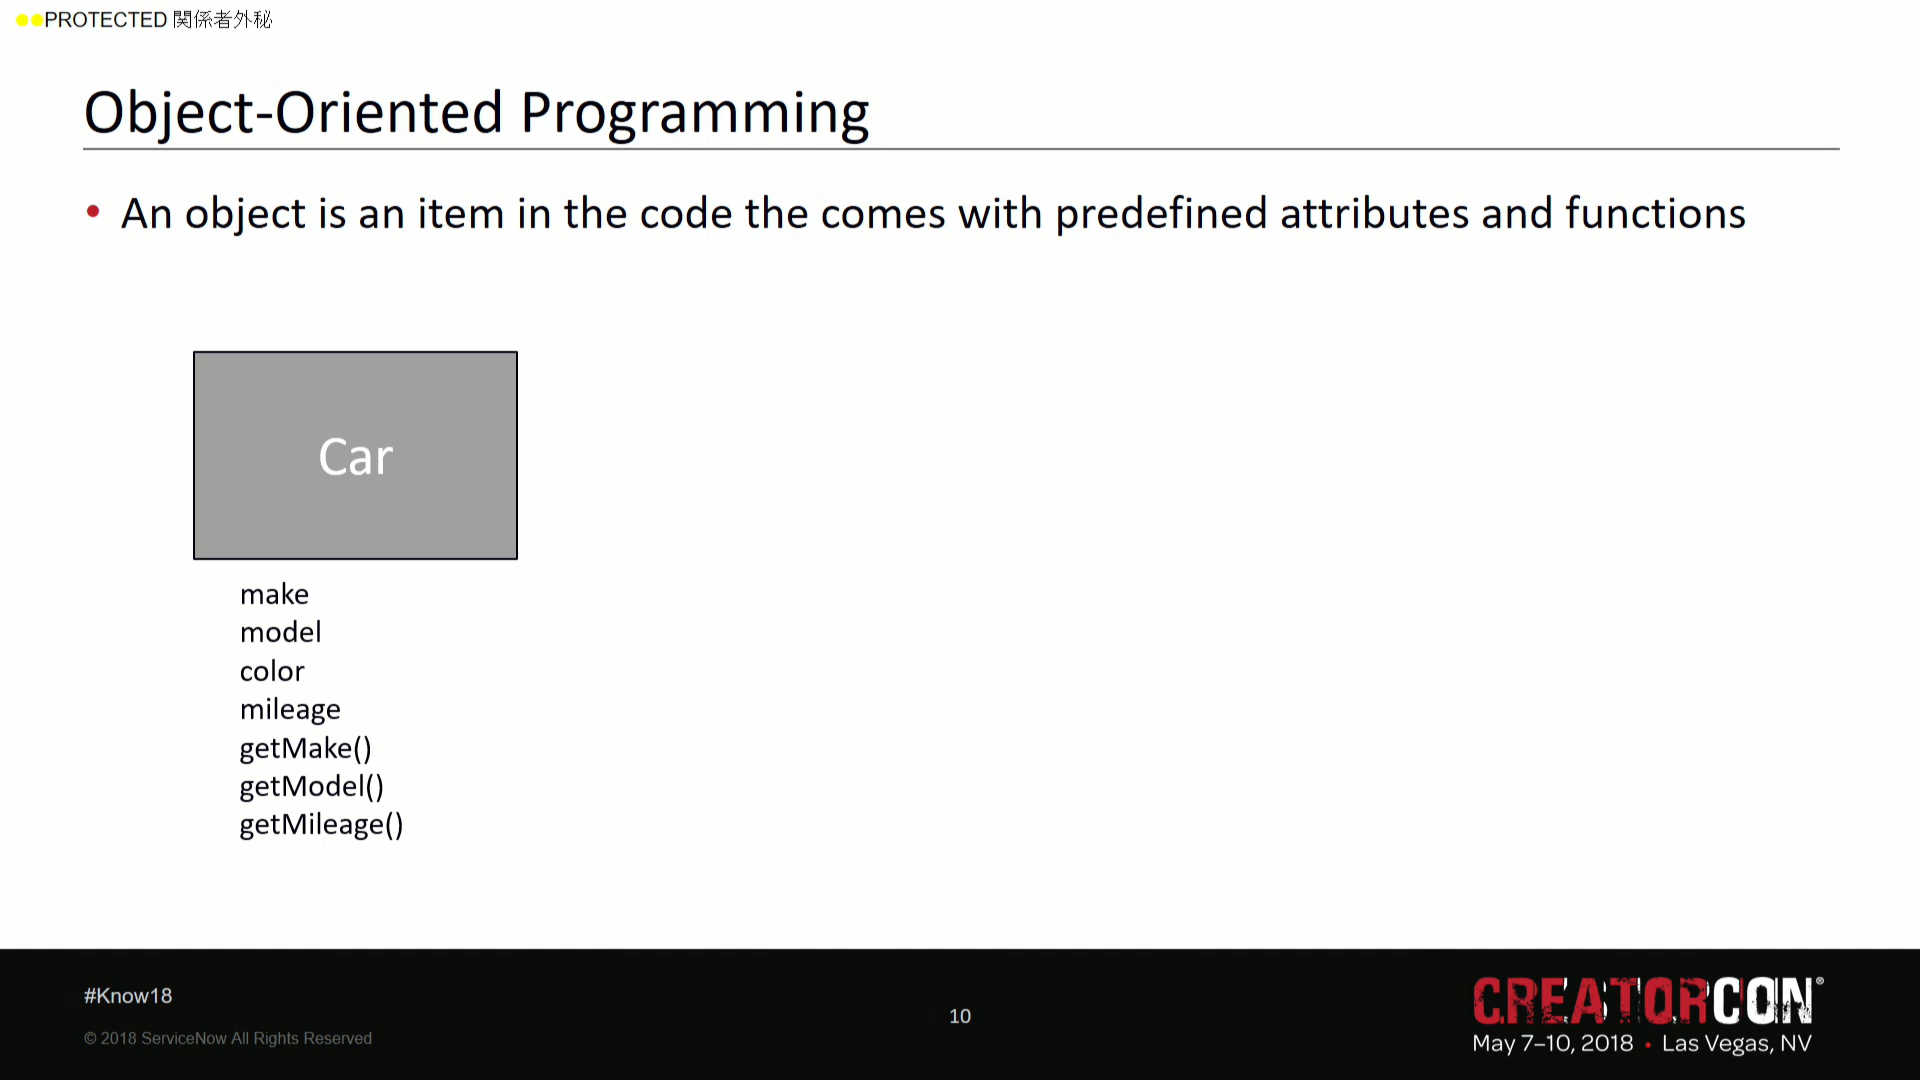 PROTECTED 関係者外秘
Object-Oriented Programming
• An object is an item in the code the comes with predefined attributes and functions
Car
make
model
color
mileage
getMake()
getModel()
getMileage()
#Know18
© 2018 ServiceNow All Rights Reserved
10
CREATORCON®
May 7–10, 2018 • Las Vegas, NV